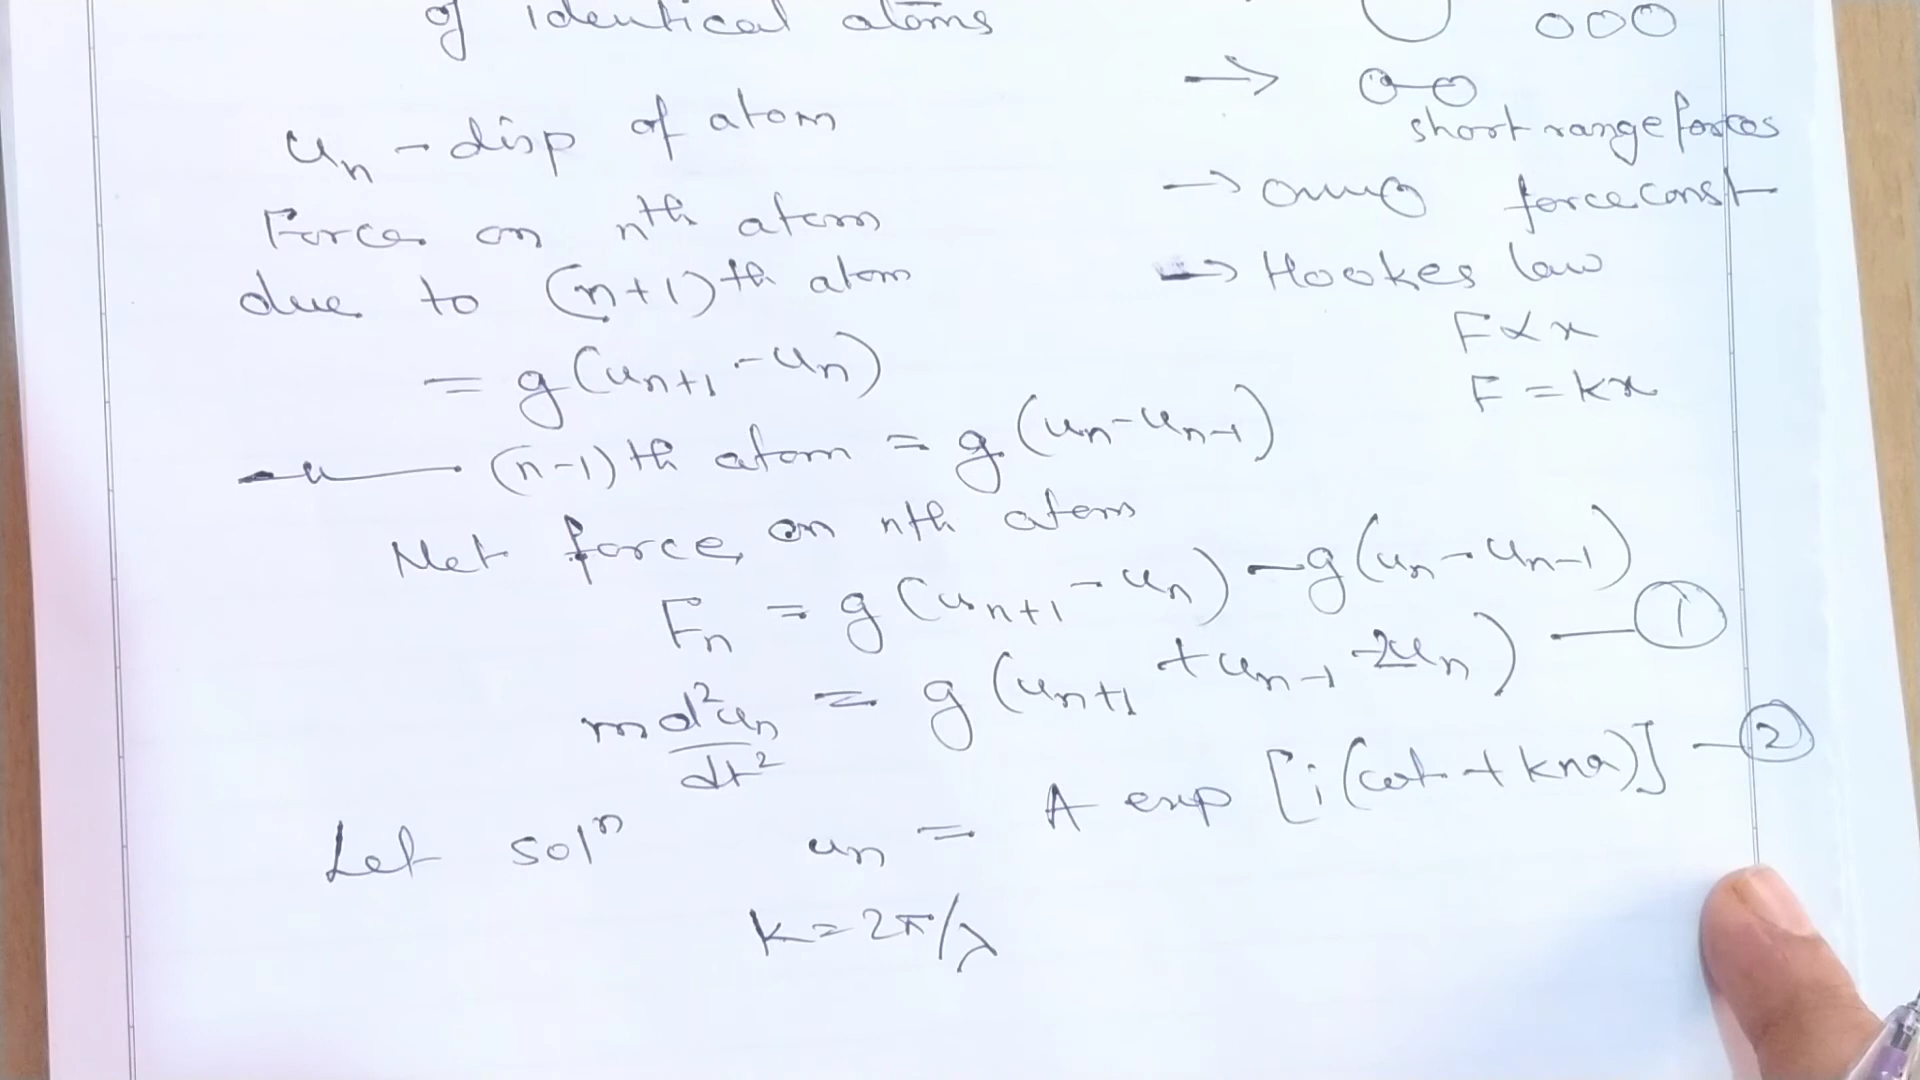 of identical atoms
uₙ - disp of atom
Force on nᵗʰ atom
due to (n+1)ᵗʰ atom
= g(uₙ₊₁ - uₙ)
—〃— (n-1)th atom = g(uₙ - uₙ₋₁)
Net force on nth atom
Fₙ = g(uₙ₊₁ - uₙ) - g(uₙ - uₙ₋₁)
m d²uₙ/dt² = g(uₙ₊₁ + uₙ₋₁ - 2uₙ) — ①
Let solⁿ uₙ = A exp [i(ωt + kna)] — ②
k = 2π/λ
→
short range forces
→ force const
→ Hookes law
F ∝ x
F = kx